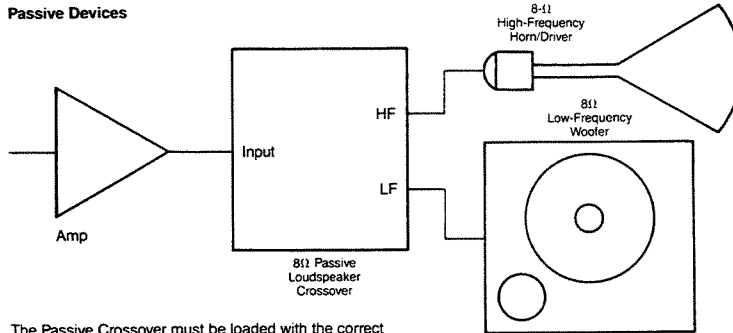 Passive Devices
8-Ω
High-Frequency
Horn/Driver
HF
8Ω
Low-Frequency
Woofer
Input
LF
Amp
8Ω Passive
Loudspeaker
Crossover
The Passive Crossover must be loaded with the correct